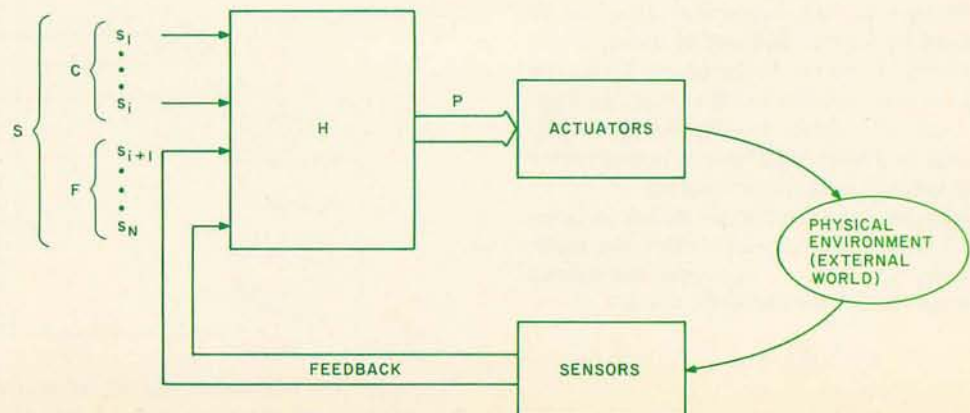 S
C
s1
si
F
si+1
sN
H
P
ACTUATORS
PHYSICAL
ENVIRONMENT
(EXTERNAL
WORLD)
FEEDBACK
SENSORS